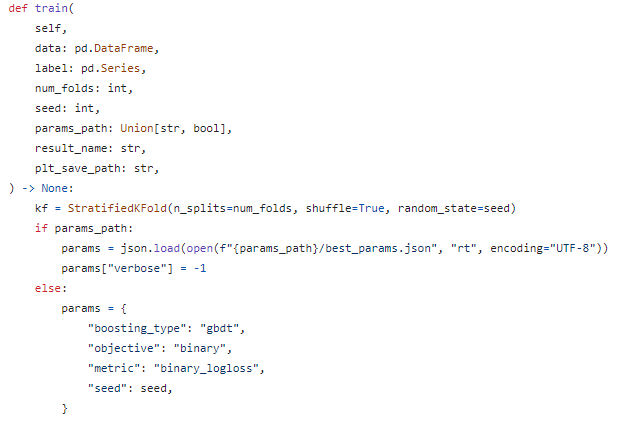 def train(
    self,
    data: pd.DataFrame,
    label: pd.Series,
    num_folds: int,
    seed: int,
    params_path: Union[str, bool],
    result_name: str,
    plt_save_path: str,
) -> None:
    kf = StratifiedKFold(n_splits=num_folds, shuffle=True, random_state=seed)
    if params_path:
        params = json.load(open(f"{params_path}/best_params.json", "rt", encoding="UTF-8"))
        params["verbose"] = -1
    else:
        params = {
            "boosting_type": "gbdt",
            "objective": "binary",
            "metric": "binary_logloss",
            "seed": seed,
        }